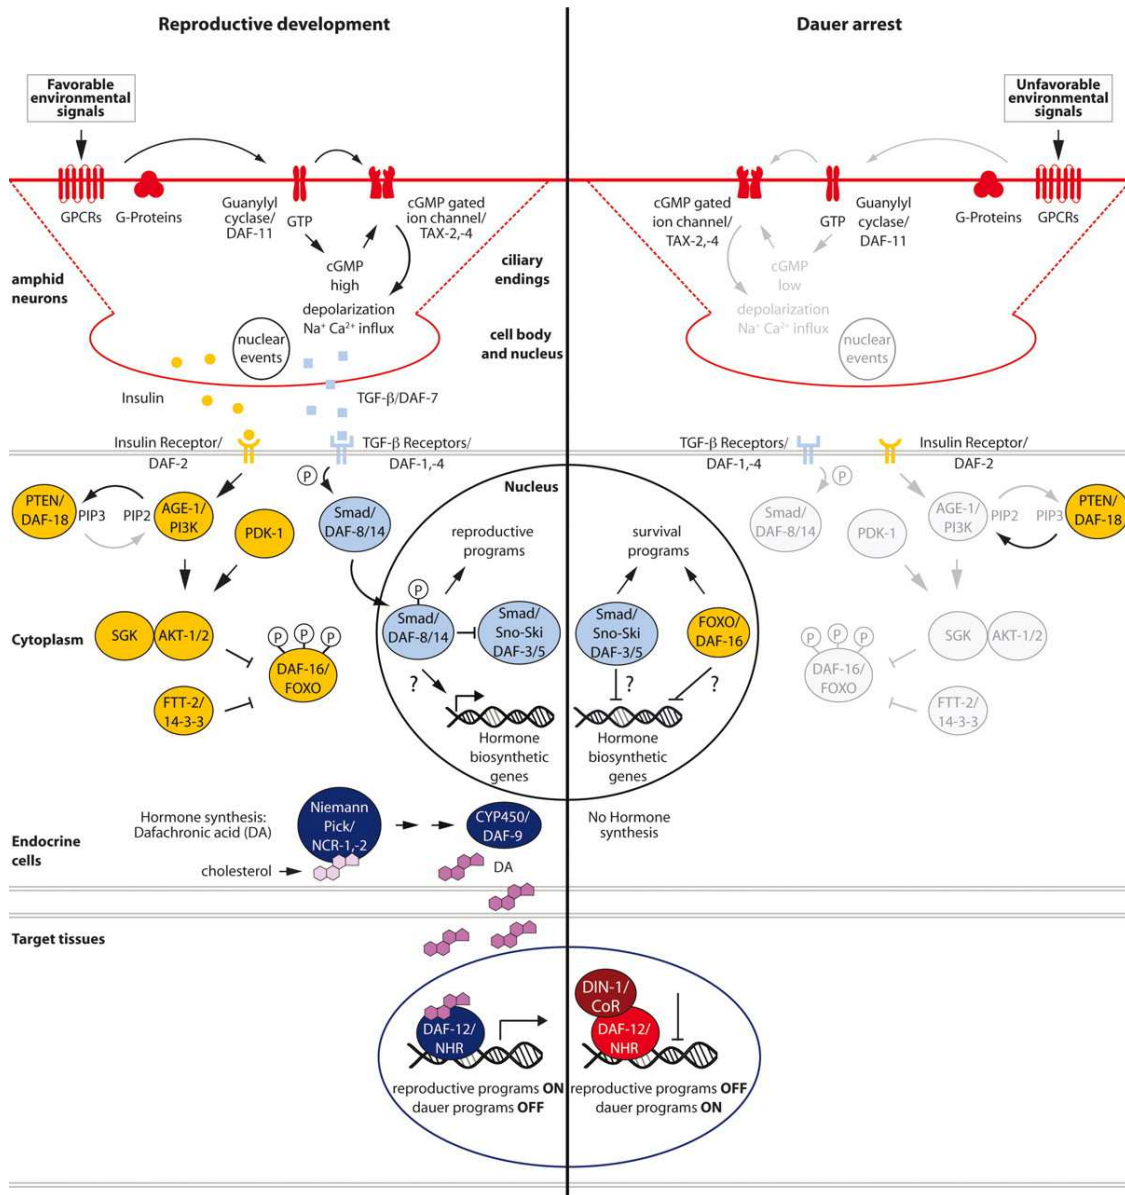 Reproductive development
Dauer arrest
Favorable
environmental
signals
Unfavorable
environmental
signals
GPCRs
G-Proteins
Guanylyl
cyclase/
DAF-11
GTP
cGMP gated
ion channel/
TAX-2,-4
cGMP
high
depolarization
Na⁺ Ca²⁺ influx
amphid
neurons
ciliary
endings
cell body
and nucleus
nuclear
events
cGMP gated
ion channel/
TAX-2,-4
GTP
Guanylyl
cyclase/
DAF-11
G-Proteins
GPCRs
cGMP
low
depolarization
Na⁺ Ca²⁺ influx
nuclear
events
Insulin
TGF-β/DAF-7
Insulin Receptor/
DAF-2
TGF-β Receptors/
DAF-1,-4
TGF-β Receptors/
DAF-1,-4
Insulin Receptor/
DAF-2
PTEN/
DAF-18
PIP3
PIP2
AGE-1/
PI3K
PDK-1
P
Smad/
DAF-8/14
Nucleus
reproductive
programs
survival
programs
P
Smad/
DAF-8/14
PDK-1
AGE-1/
PI3K
PIP2
PIP3
PTEN/
DAF-18
Cytoplasm
SGK
AKT-1/2
P
P
P
DAF-16/
FOXO
FTT-2/
14-3-3
P
Smad/
DAF-8/14
Smad/
Sno-Ski
DAF-3/5
Smad/
Sno-Ski
DAF-3/5
FOXO/
DAF-16
?
?
?
Hormone
biosynthetic
genes
Hormone
biosynthetic
genes
P
P
P
DAF-16/
FOXO
SGK
AKT-1/2
FTT-2/
14-3-3
Endocrine
cells
Hormone synthesis:
Dafachronic acid (DA)
Niemann
Pick/
NCR-1,-2
CYP450/
DAF-9
cholesterol
DA
No Hormone
synthesis
Target tissues
DAF-12/
NHR
DIN-1/
CoR
DAF-12/
NHR
reproductive programs ON
dauer programs OFF
reproductive programs OFF
dauer programs ON